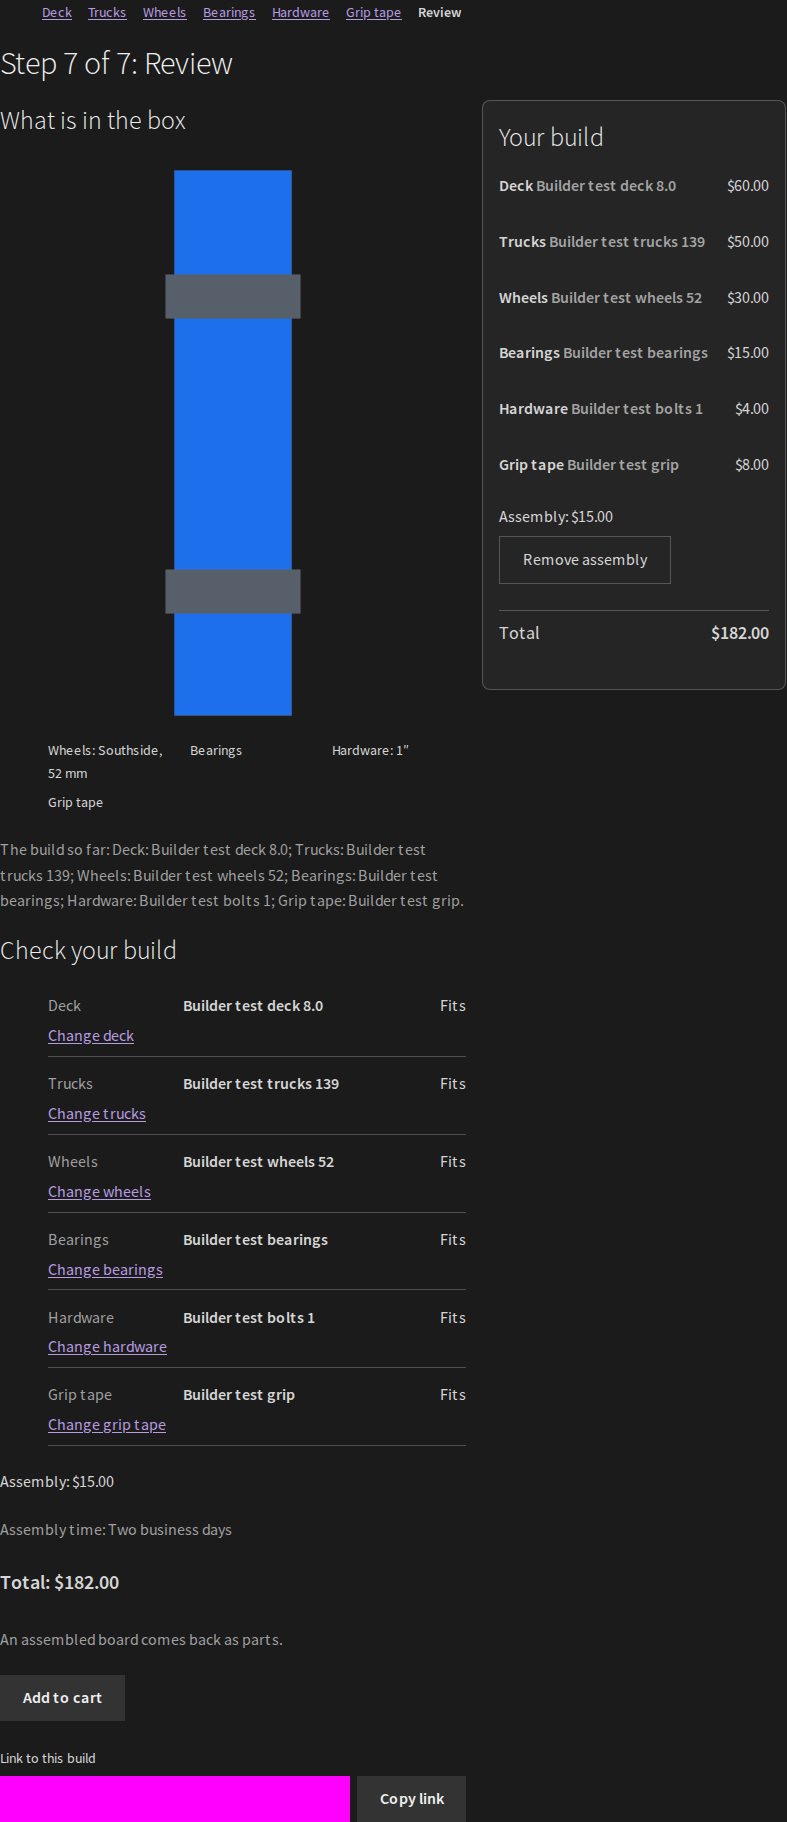 Deck Trucks Wheels Bearings Hardware Grip tape Review
Step 7 of 7: Review
What is in the box
Wheels: Southside, 52 mm
Bearings
Hardware: 1″
Grip tape
The build so far: Deck: Builder test deck 8.0; Trucks: Builder test
trucks 139; Wheels: Builder test wheels 52; Bearings: Builder test
bearings; Hardware: Builder test bolts 1; Grip tape: Builder test grip.
Check your build
Deck Builder test deck 8.0 Fits
Change deck
Trucks Builder test trucks 139 Fits
Change trucks
Wheels Builder test wheels 52 Fits
Change wheels
Bearings Builder test bearings Fits
Change bearings
Hardware Builder test bolts 1 Fits
Change hardware
Grip tape Builder test grip Fits
Change grip tape
Assembly: $15.00
Assembly time: Two business days
Total: $182.00
An assembled board comes back as parts.
Add to cart
Link to this build
Copy link
Your build
Deck Builder test deck 8.0 $60.00
Trucks Builder test trucks 139 $50.00
Wheels Builder test wheels 52 $30.00
Bearings Builder test bearings $15.00
Hardware Builder test bolts 1 $4.00
Grip tape Builder test grip $8.00
Assembly: $15.00
Remove assembly
Total $182.00